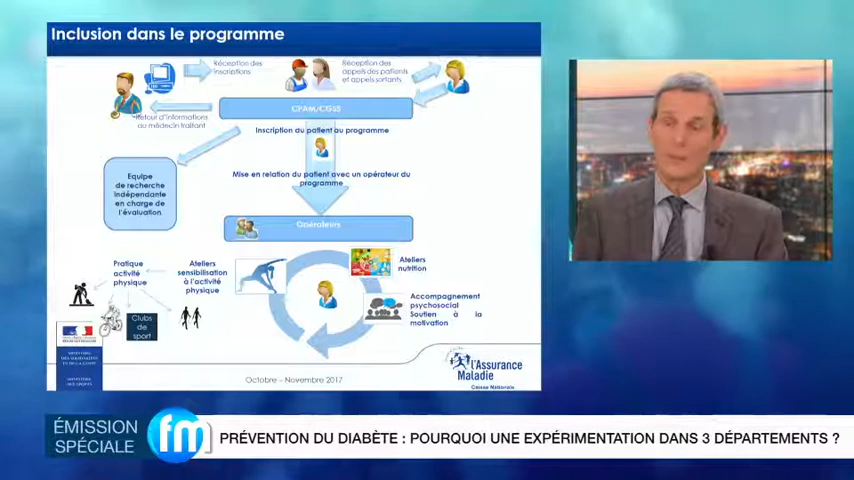 Inclusion dans le programme
Réception des
inscriptions
Réception des
appels des patients
et appels sortants
CPAM/CGSS
Retour d'informations
au médecin traitant
Inscription du patient au programme
Mise en relation du patient avec un opérateur du
programme
Equipe
de recherche
indépendante
en charge de
l'évaluation
Opérateurs
Pratique
activité
physique
Ateliers
sensibilisation
à l'activité
physique
Ateliers
nutrition
Accompagnement
psychosocial
Soutien à la
motivation
Clubs
de
sport
Octobre – Novembre 2017
l'Assurance
Maladie
Caisse Nationale
ÉMISSION
SPÉCIALE
fm
PRÉVENTION DU DIABÈTE : POURQUOI UNE EXPÉRIMENTATION DANS 3 DÉPARTEMENTS ?